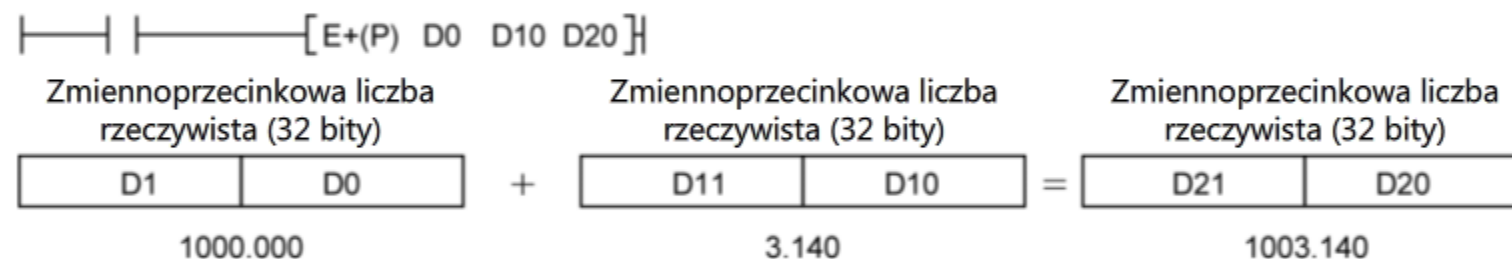 E+(P) D0 D10 D20
Zmiennoprzecinkowa liczba rzeczywista (32 bity)
Zmiennoprzecinkowa liczba rzeczywista (32 bity)
Zmiennoprzecinkowa liczba rzeczywista (32 bity)
D1 D0 + D11 D10 = D21 D20
1000.000 3.140 1003.140